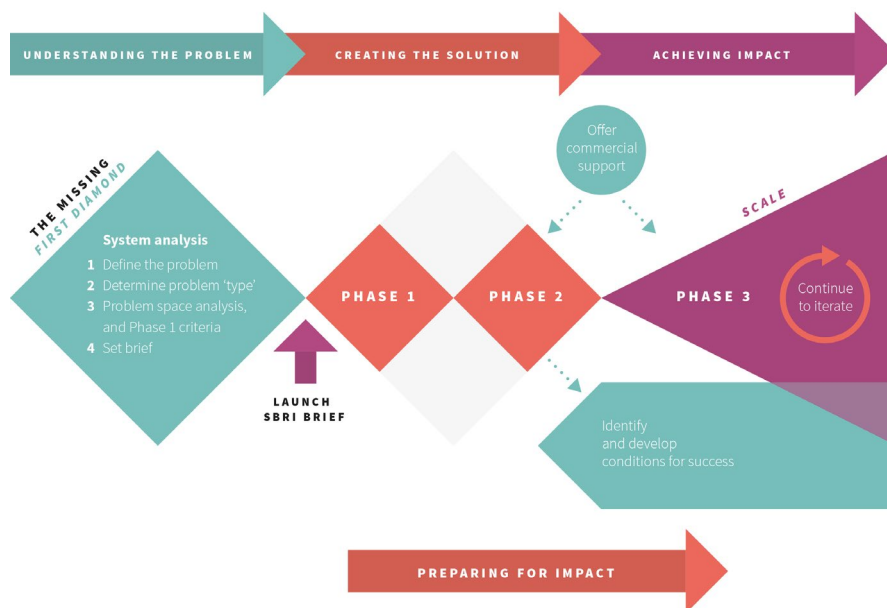 UNDERSTANDING THE PROBLEM
CREATING THE SOLUTION
ACHIEVING IMPACT
THE MISSING
FIRST DIAMOND
System analysis
1 Define the problem
2 Determine problem ‘type’
3 Problem space analysis,
and Phase 1 criteria
4 Set brief
LAUNCH
SBRI BRIEF
PHASE 1
PHASE 2
Offer
commercial
support
SCALE
PHASE 3
Continue
to iterate
Identify
and develop
conditions for success
PREPARING FOR IMPACT